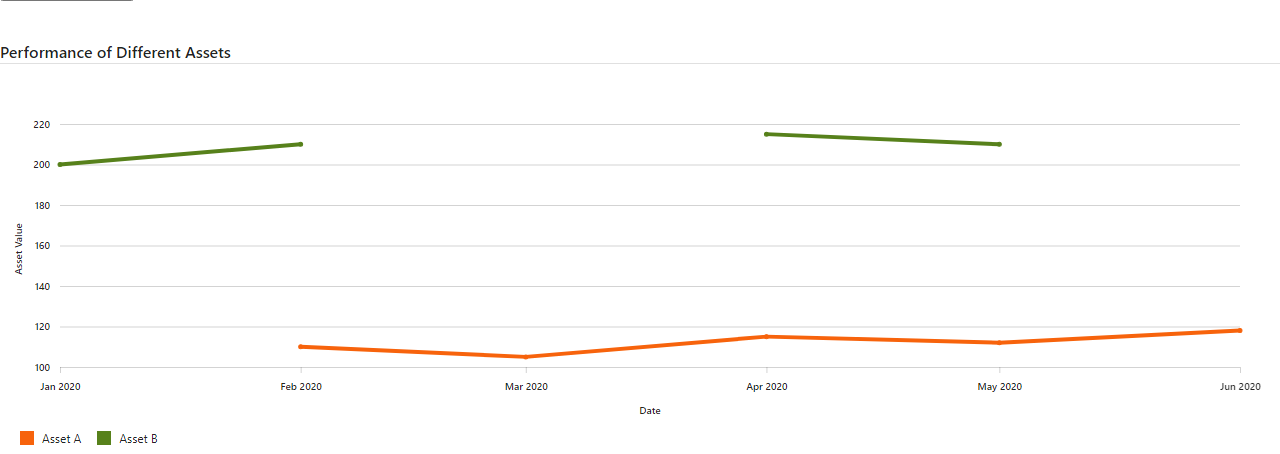 Performance of Different Assets
220
200
180
160
140
120
100
Asset Value
Jan 2020 Feb 2020 Mar 2020 Apr 2020 May 2020 Jun 2020
Date
Asset A Asset B